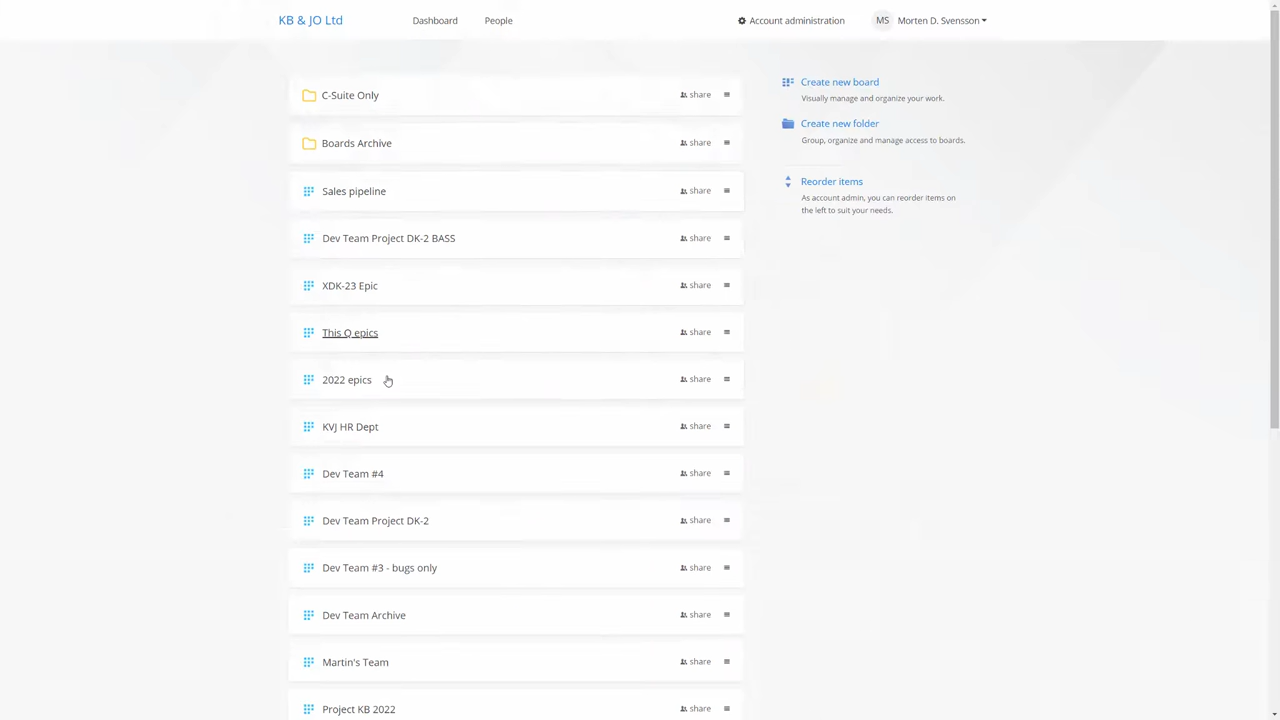 KB & JO Ltd
Dashboard
People
Account administration
MS
Morten D. Svensson
C-Suite Only
share
Boards Archive
share
Sales pipeline
share
Dev Team Project DK-2 BASS
share
XDK-23 Epic
share
This Q epics
share
2022 epics
share
KVJ HR Dept
share
Dev Team #4
share
Dev Team Project DK-2
share
Dev Team #3 - bugs only
share
Dev Team Archive
share
Martin's Team
share
Project KB 2022
share
Create new board
Visually manage and organize your work.
Create new folder
Group, organize and manage access to boards.
Reorder items
As account admin, you can reorder items on
the left to suit your needs.